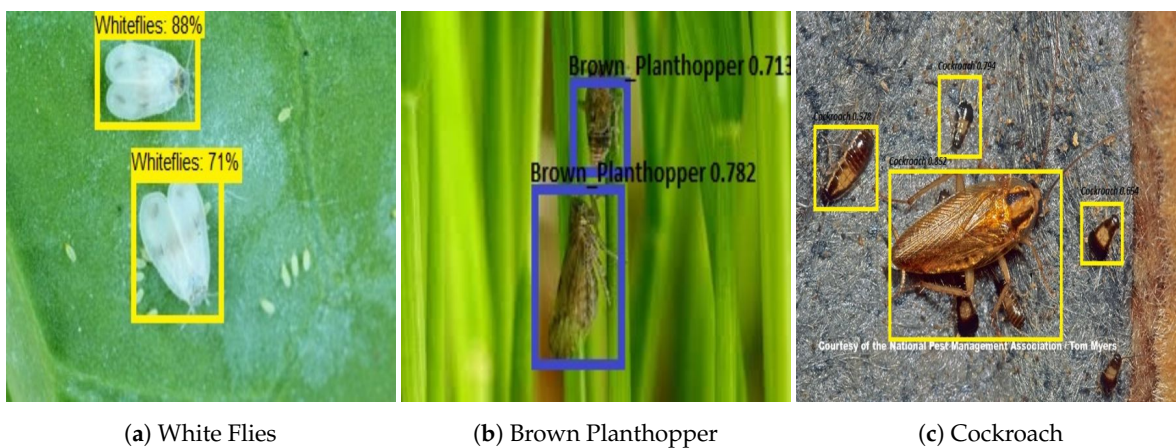 Whiteflies: 88%
Whiteflies: 71%
Brown_Planthopper 0.713
Brown_Planthopper 0.782
Cockroach 0.794
Cockroach 0.578
Cockroach 0.852
Cockroach 0.654
Courtesy of the National Pest Management Association / Tom Myers
(a) White Flies
(b) Brown Planthopper
(c) Cockroach